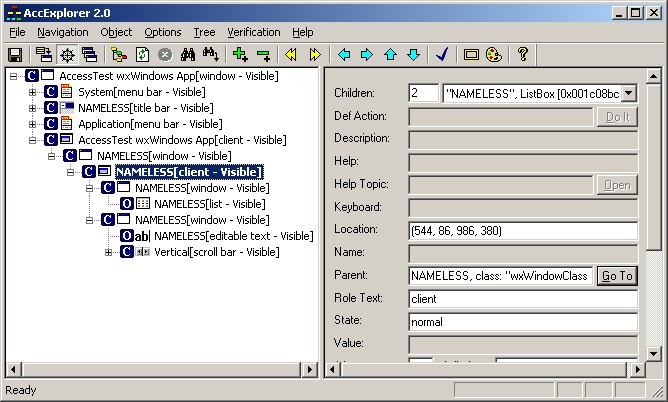 AccExplorer 2.0
File Navigation Object Options Tree Verification Help
AccessTest wxWindows App[window - Visible)
System[menu bar - Visible)
NAMELESS[title bar - Visible)
Application[menu bar - Visible)
AccessTest wxWindows App[client - Visible)
NAMELESS[window - Visible)
NAMELESS[client - Visible]
NAMELESS[window - Visible)
NAMELESS[list - Visible)
NAMELESS[window - Visible)
NAMELESS[editable text - Visible)
Vertical[scroll bar - Visible)
Children: 2 "NAMELESS", ListBox [0x001c08bc
Def Action: Do It
Description:
Help:
Help Topic: Open
Keyboard:
Location: (544, 86, 986, 380)
Name:
Parent: NAMELESS, class: "wxWindowClass Go To
Role Text: client
State: normal
Value:
Ready